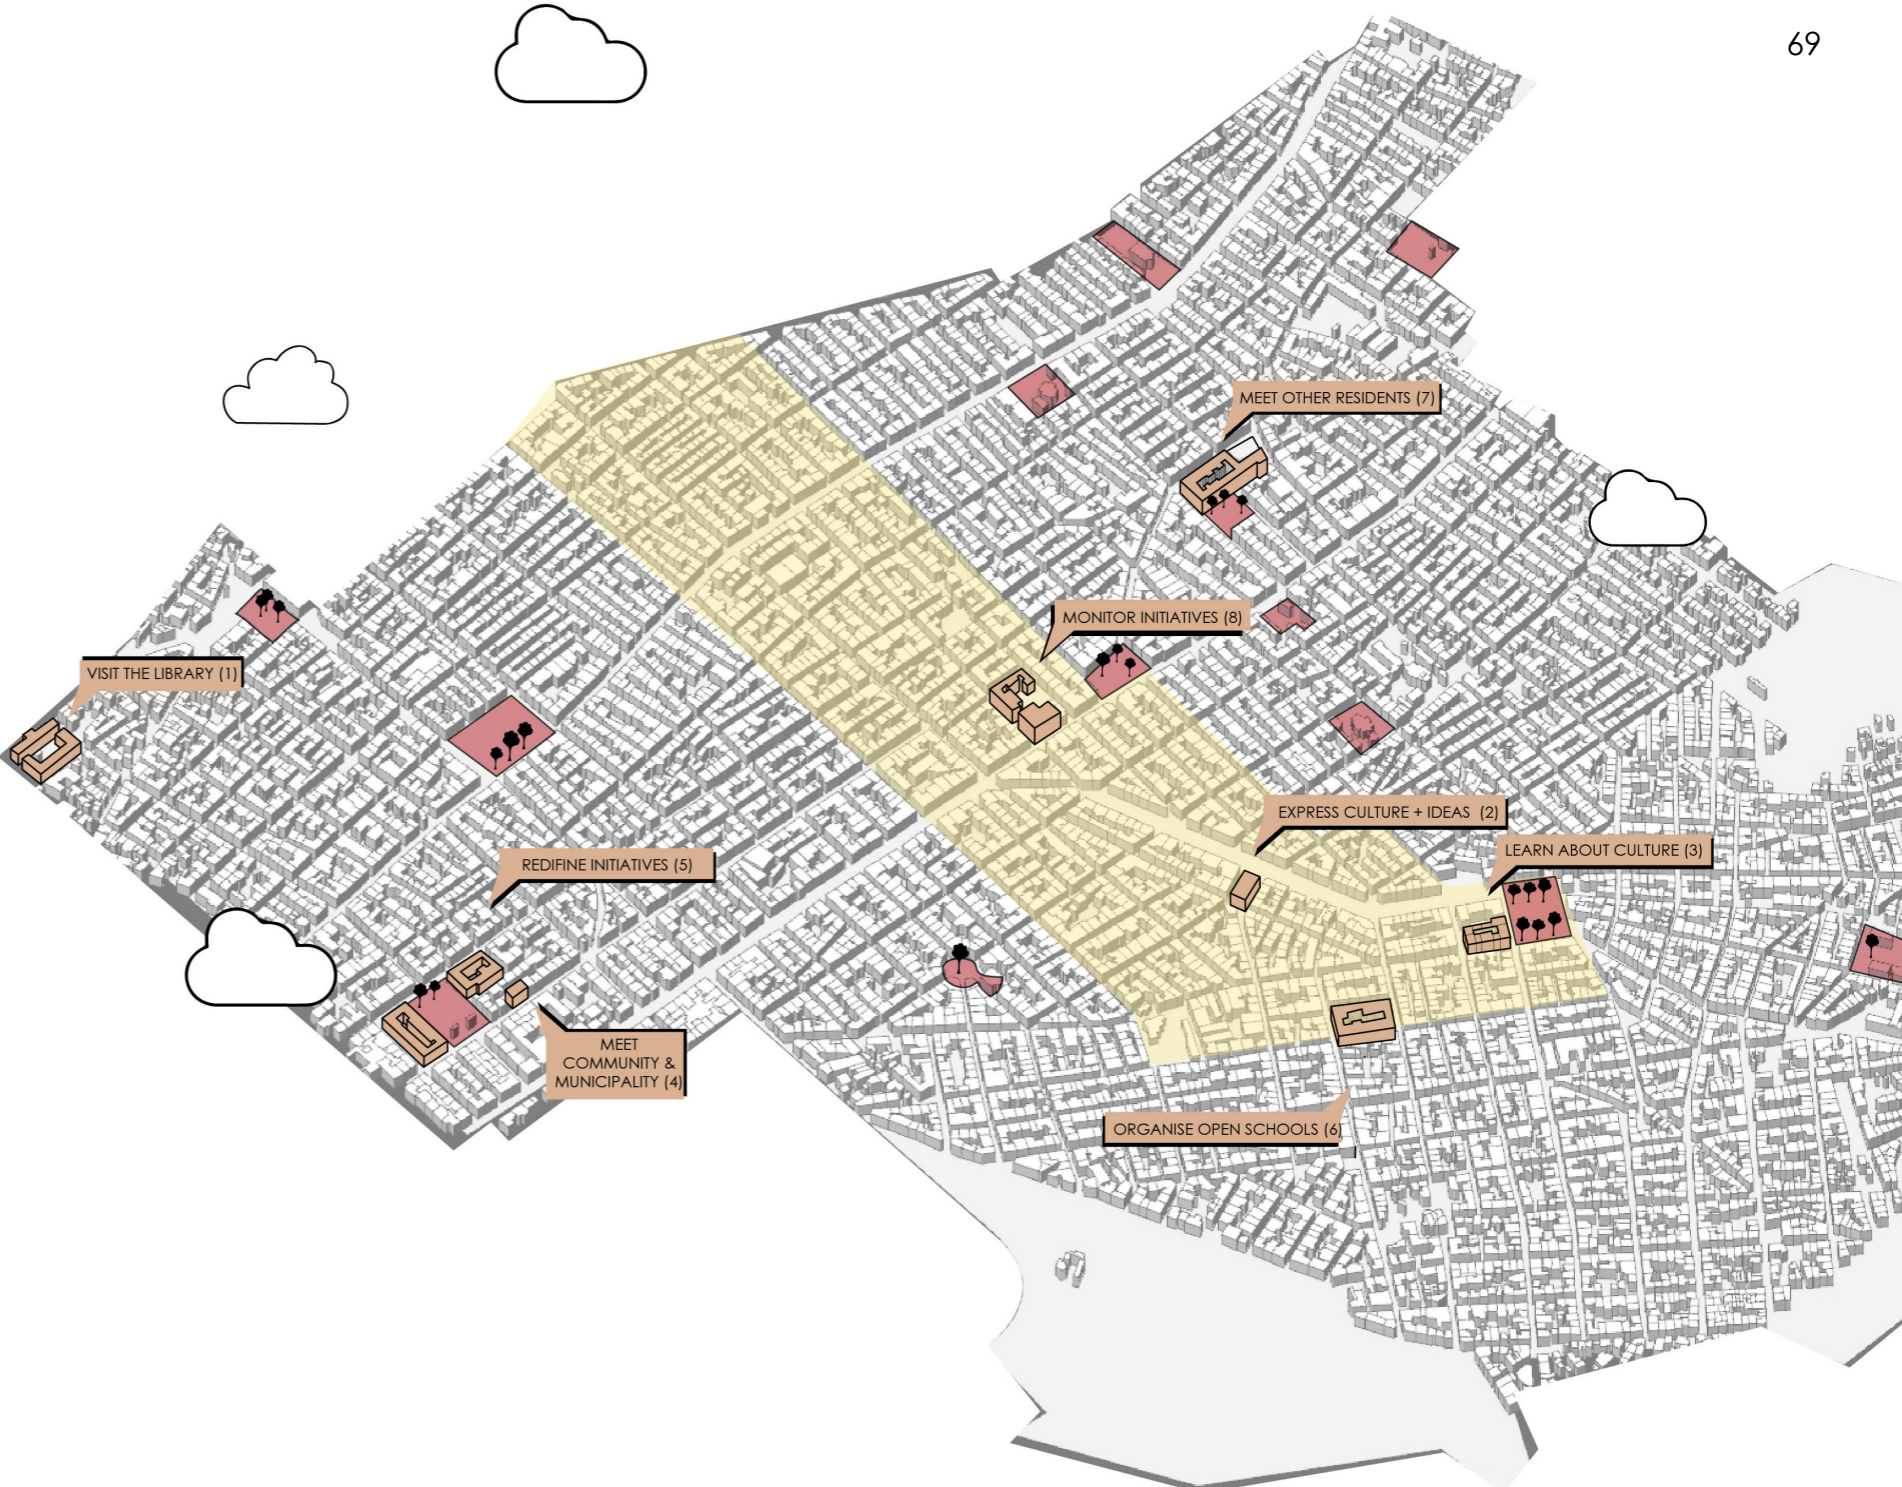 69
MEET OTHER RESIDENTS (7)
MONITOR INITIATIVES (8)
VISIT THE LIBRARY (1)
EXPRESS CULTURE + IDEAS (2)
LEARN ABOUT CULTURE (3)
REDIFINE INITIATIVES (5)
MEET
COMMUNITY &
MUNICIPALITY (4)
ORGANISE OPEN SCHOOLS (6)